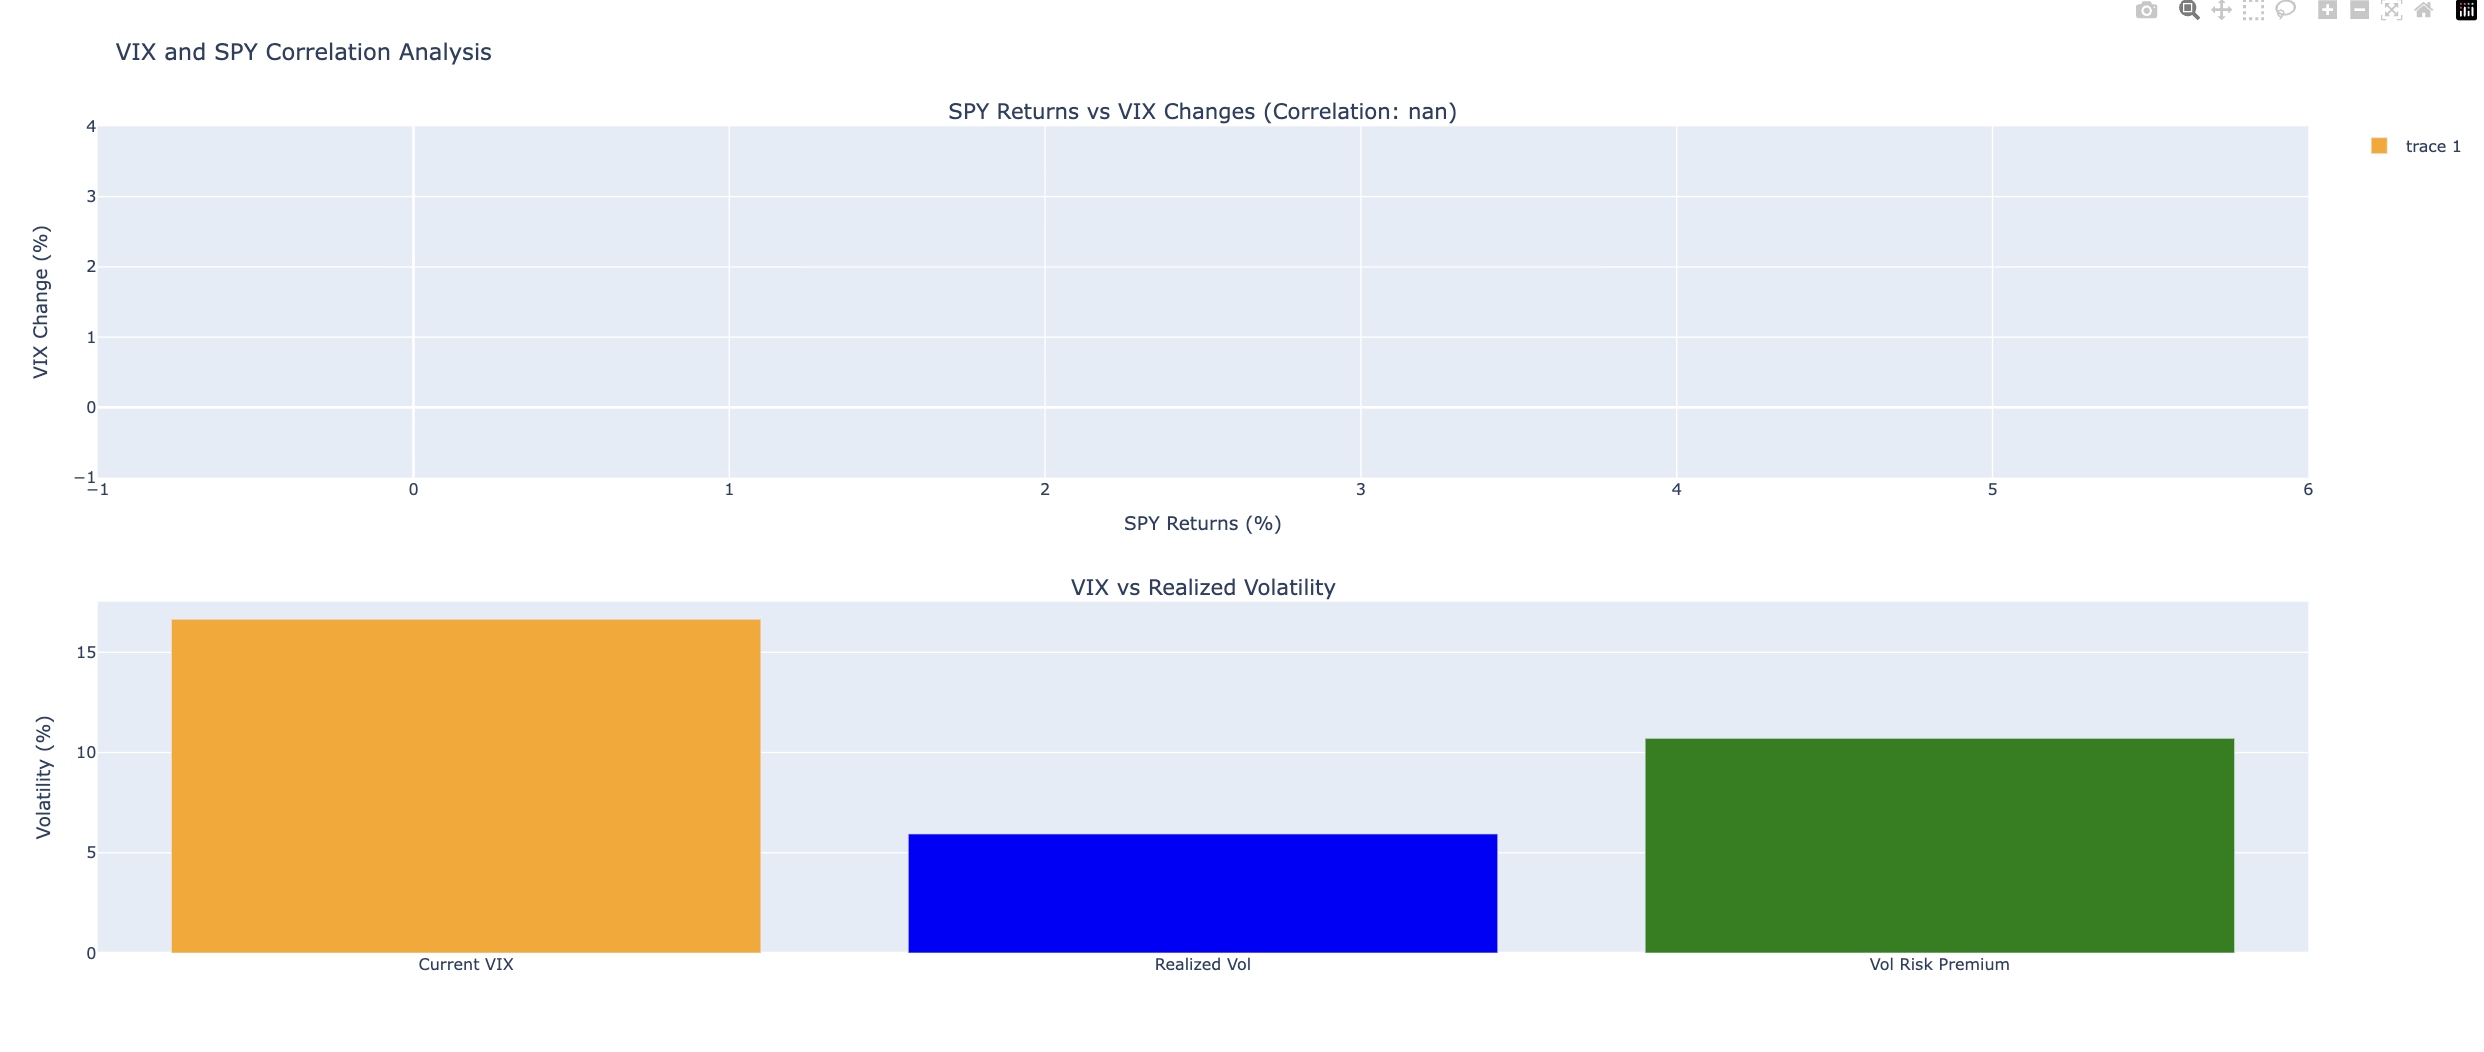 VIX and SPY Correlation Analysis
SPY Returns vs VIX Changes (Correlation: nan)
trace 1
VIX Change (%)
4
3
2
1
0
−1
−1 0 1 2 3 4 5 6
SPY Returns (%)
VIX vs Realized Volatility
Volatility (%)
15
10
5
0
Current VIX Realized Vol Vol Risk Premium